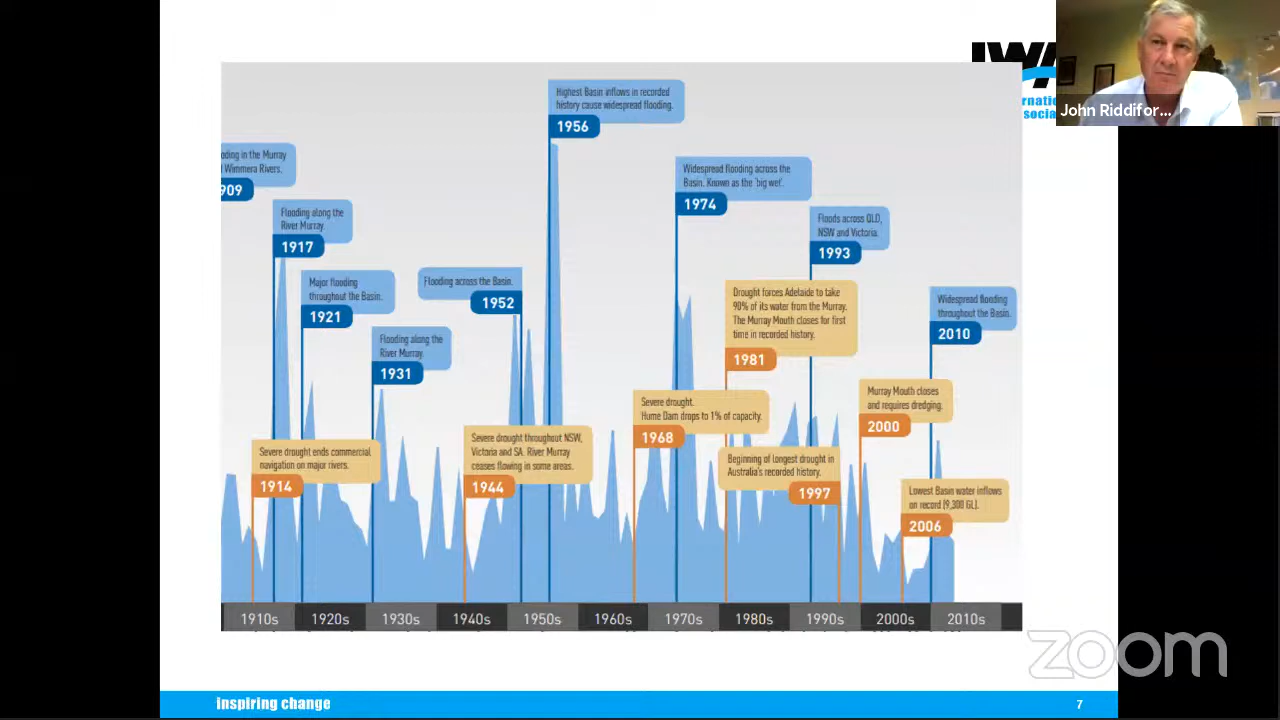 IWA
John Riddifor...
Highest Basin inflows in recorded
history cause widespread flooding.
1956
in the Murray
Wimmera Rivers.
909
Flooding along the
River Murray.
1917
Widespread flooding across the
Basin. Known as the 'big wet'.
1974
Floods across QLD,
NSW and Victoria.
1993
Major flooding
throughout the Basin.
1921
Flooding across the Basin.
1952
Drought forces Adelaide to take
90% of its water from the Murray.
The Murray Mouth closes for first
time in recorded history.
1981
Widespread flooding
throughout the Basin.
2010
Flooding along the
River Murray.
1931
Severe drought.
Hume Dam drops to 1% of capacity.
1968
Murray Mouth closes
and requires dredging.
2000
Severe drought ends commercial
navigation on major rivers.
1914
Severe drought throughout NSW,
Victoria and SA. River Murray
ceases flowing in some areas.
1944
Beginning of longest drought in
Australia's recorded history.
1997
Lowest Basin water inflows
on record (9,300 GL).
2006
1910s 1920s 1930s 1940s 1950s 1960s 1970s 1980s 1990s 2000s 2010s
zoom
inspiring change
7